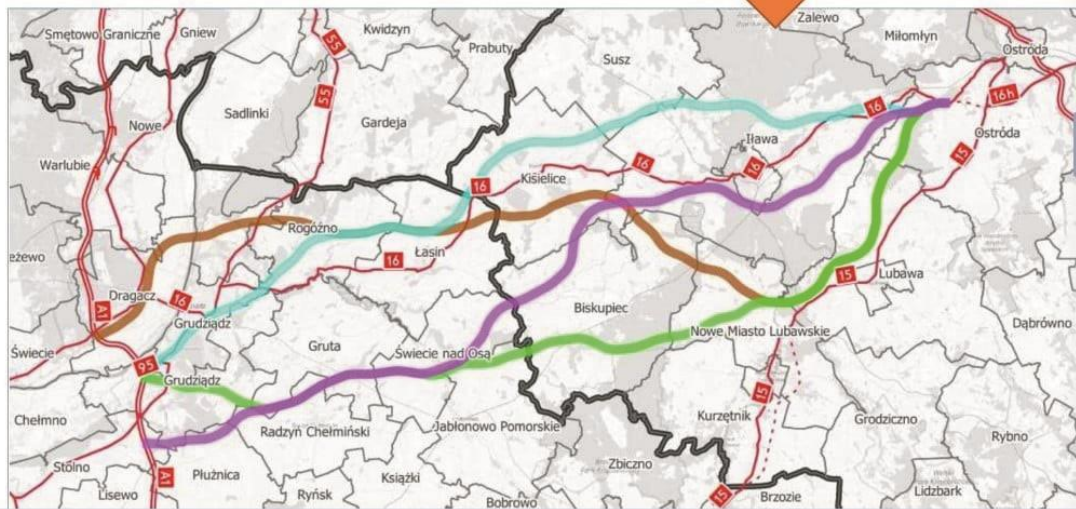 Zalewo
Smętowo Graniczne
Gniew
Kwidzyn
Prabuty
Susz
Miłomłyn
Ostróda
55
55
16h
16
Sadlinki
Gardeja
Nowe
Warlubie
Iława
Ostróda
15
16
16
Kisielice
16
Rogóźno
Łasin
16
eżewo
Dragacz
16
Grudziądz
A1
Lubawa
15
Biskupiec
Dąbrówno
Świecie
Gruta
Świecie nad Osą
Nowe Miasto Lubawskie
95
Grudziądz
Chełmno
15
Kurzętnik
Grodziczno
Radzyń Chełmiński
Jabłonowo Pomorskie
Rybno
Stolno
A1
Płużnica
Książki
Zbiczno
Lisewo
Ryńsk
Bobrowo
15
Brzozie
Lidzbark